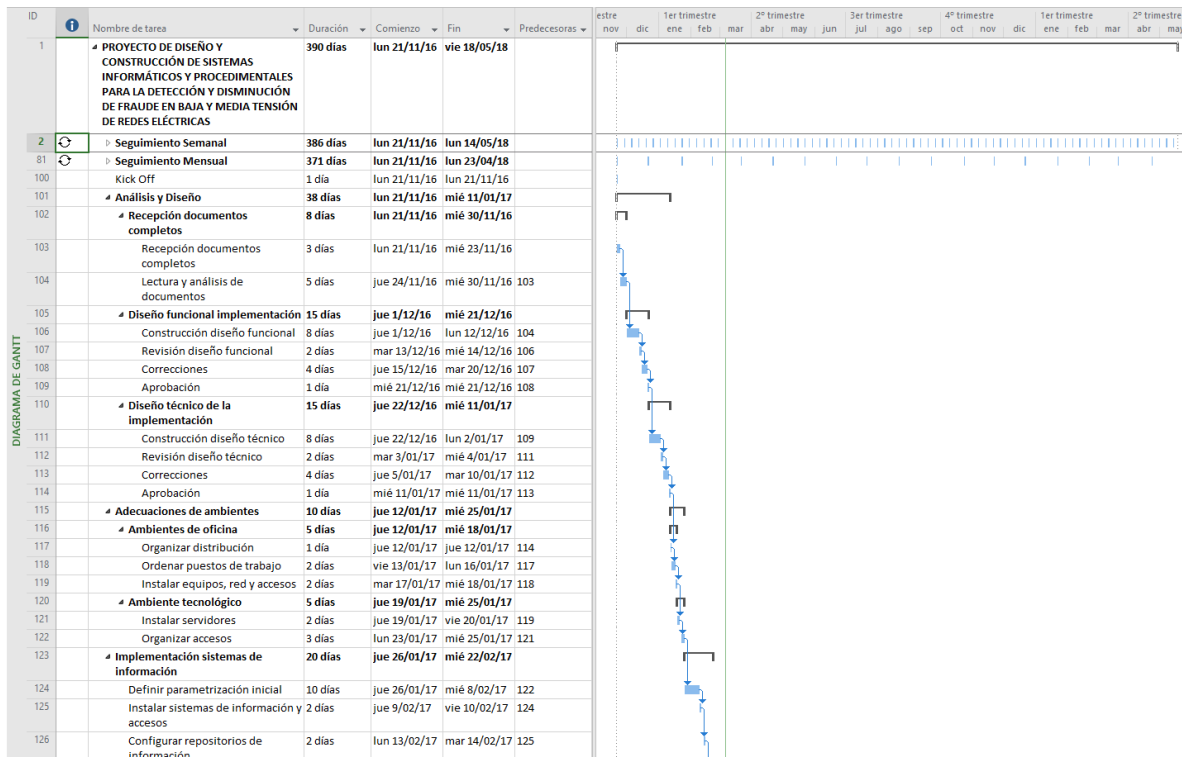 ID Nombre de tarea Duración Comienzo Fin Predecesoras
estre 1er trimestre 2º trimestre 3er trimestre 4º trimestre 1er trimestre 2º trimestre
nov dic ene feb mar abr may jun jul ago sep oct nov dic ene feb mar abr may
DIAGRAMA DE GANTT
1 PROYECTO DE DISEÑO Y 390 días lun 21/11/16 vie 18/05/18
CONSTRUCCIÓN DE SISTEMAS
INFORMÁTICOS Y PROCEDIMENTALES
PARA LA DETECCIÓN Y DISMINUCIÓN
DE FRAUDE EN BAJA Y MEDIA TENSIÓN
DE REDES ELÉCTRICAS
2 Seguimiento Semanal 386 días lun 21/11/16 lun 14/05/18
81 Seguimiento Mensual 371 días lun 21/11/16 lun 23/04/18
100 Kick Off 1 día lun 21/11/16 lun 21/11/16
101 Análisis y Diseño 38 días lun 21/11/16 mié 11/01/17
102 Recepción documentos 8 días lun 21/11/16 mié 30/11/16
completos
103 Recepción documentos 3 días lun 21/11/16 mié 23/11/16
completos
104 Lectura y análisis de 5 días jue 24/11/16 mié 30/11/16 103
documentos
105 Diseño funcional implementación 15 días jue 1/12/16 mié 21/12/16
106 Construcción diseño funcional 8 días jue 1/12/16 lun 12/12/16 104
107 Revisión diseño funcional 2 días mar 13/12/16 mié 14/12/16 106
108 Correcciones 4 días jue 15/12/16 mar 20/12/16 107
109 Aprobación 1 día mié 21/12/16 mié 21/12/16 108
110 Diseño técnico de la 15 días jue 22/12/16 mié 11/01/17
implementación
111 Construcción diseño técnico 8 días jue 22/12/16 lun 2/01/17 109
112 Revisión diseño técnico 2 días mar 3/01/17 mié 4/01/17 111
113 Correcciones 4 días jue 5/01/17 mar 10/01/17 112
114 Aprobación 1 día mié 11/01/17 mié 11/01/17 113
115 Adecuaciones de ambientes 10 días jue 12/01/17 mié 25/01/17
116 Ambientes de oficina 5 días jue 12/01/17 mié 18/01/17
117 Organizar distribución 1 día jue 12/01/17 jue 12/01/17 114
118 Ordenar puestos de trabajo 2 días vie 13/01/17 lun 16/01/17 117
119 Instalar equipos, red y accesos 2 días mar 17/01/17 mié 18/01/17 118
120 Ambiente tecnológico 5 días jue 19/01/17 mié 25/01/17
121 Instalar servidores 2 días jue 19/01/17 vie 20/01/17 119
122 Organizar accesos 3 días lun 23/01/17 mié 25/01/17 121
123 Implementación sistemas de 20 días jue 26/01/17 mié 22/02/17
información
124 Definir parametrización inicial 10 días jue 26/01/17 mié 8/02/17 122
125 Instalar sistemas de información y 2 días jue 9/02/17 vie 10/02/17 124
accesos
126 Configurar repositorios de 2 días lun 13/02/17 mar 14/02/17 125
información